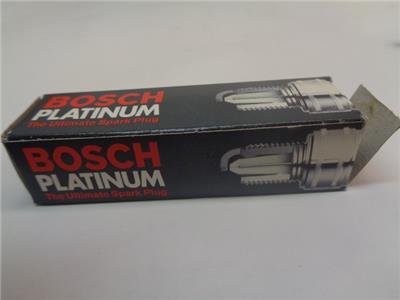 BOSCH
PLATINUM
The Ultimate Spark Plug
BOSCH
PLATINUM
The Ultimate Spark Plug